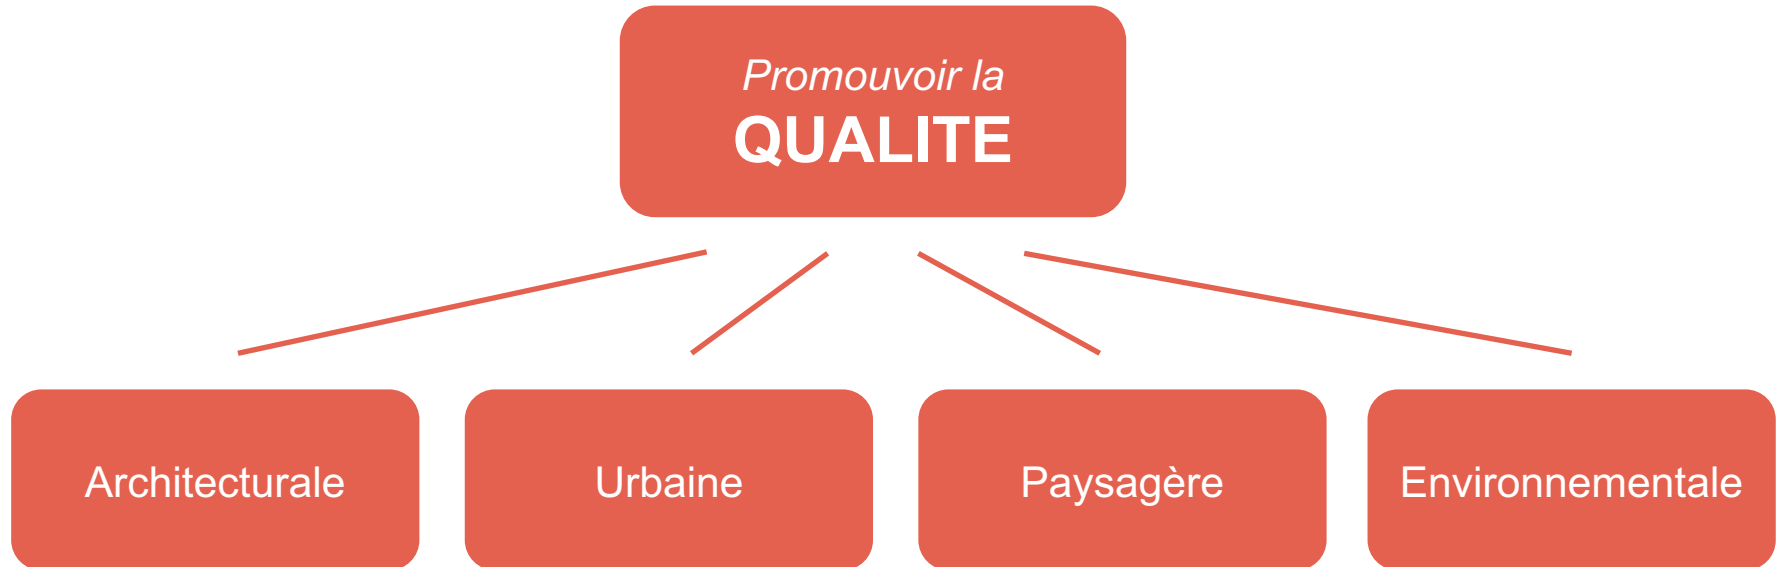 Promouvoir la
QUALITE
Architecturale
Urbaine
Paysagère
Environnementale